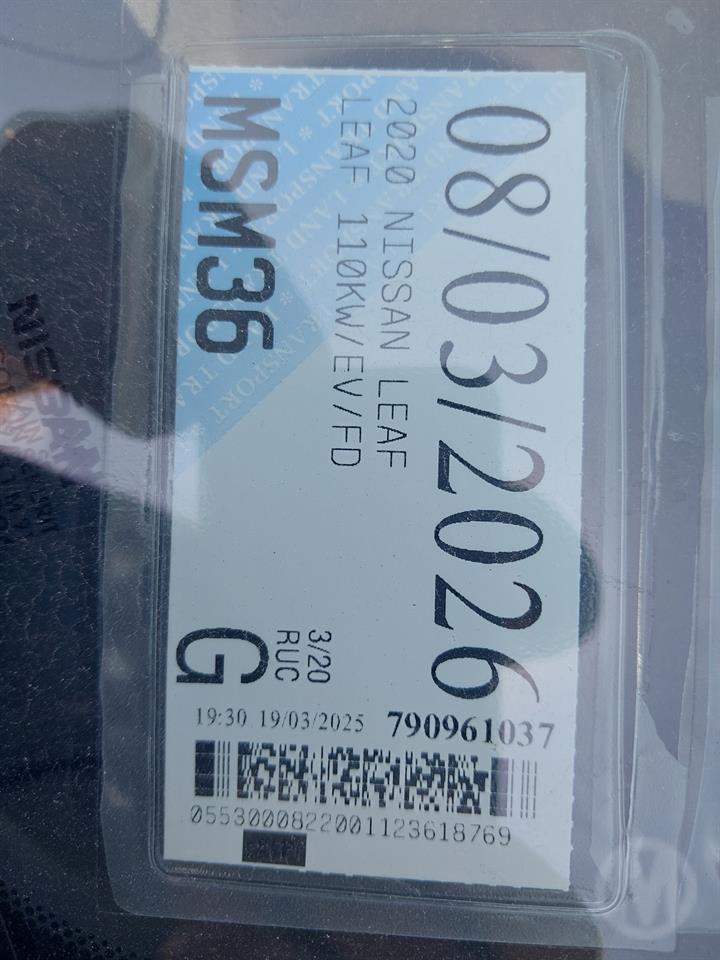 08/03/2026
2020 NISSAN LEAF
LEAF 110KW/EV/FD
MSM36
3/20
RUC
G
19:30 19/03/2025 790961037
0553000822001123618769
NISSAN